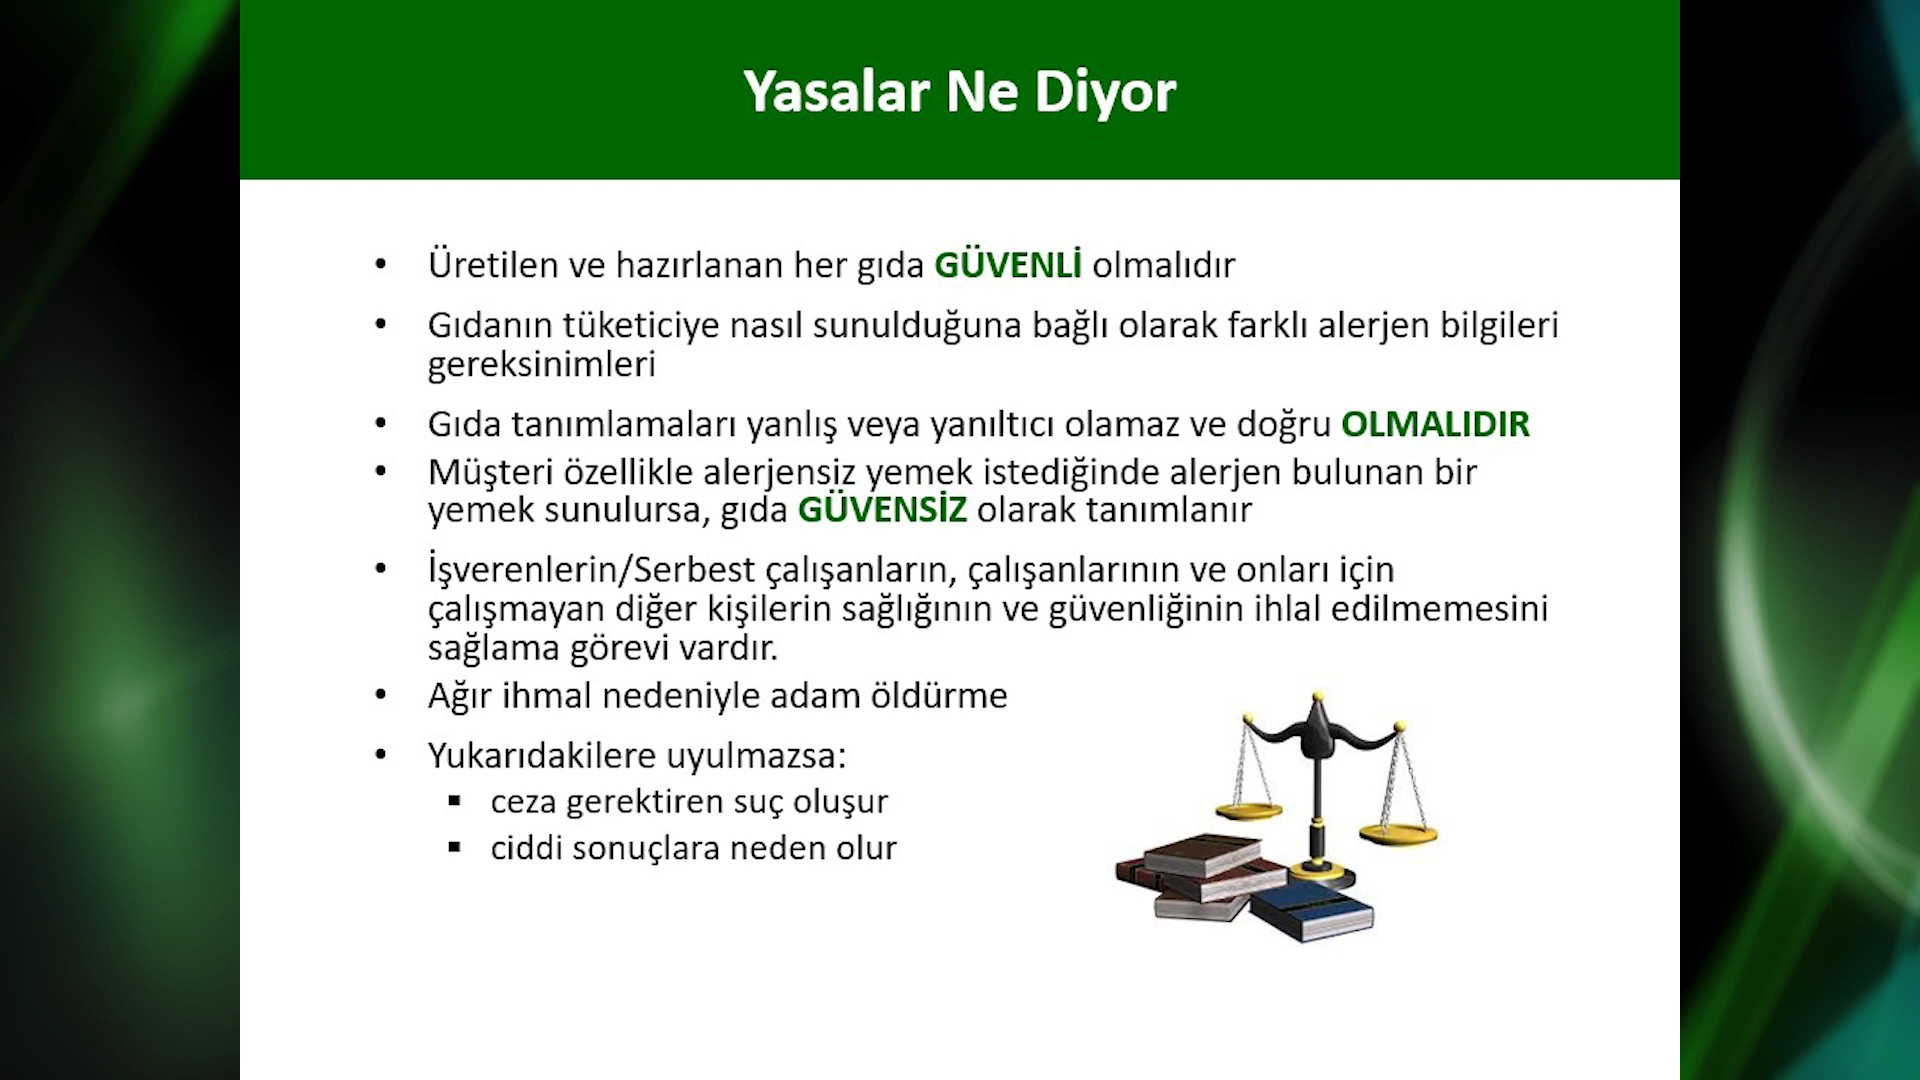 Yasalar Ne Diyor
• Üretilen ve hazırlanan her gıda GÜVENLİ olmalıdır
• Gıdanın tüketiciye nasıl sunulduğuna bağlı olarak farklı alerjen bilgileri
gereksinimleri
• Gıda tanımlamaları yanlış veya yanıltıcı olamaz ve doğru OLMALIDIR
• Müşteri özellikle alerjensiz yemek istediğinde alerjen bulunan bir
yemek sunulursa, gıda GÜVENSİZ olarak tanımlanır
• İşverenlerin/Serbest çalışanların, çalışanlarının ve onları için
çalışmayan diğer kişilerin sağlığının ve güvenliğinin ihlal edilmemesini
sağlama görevi vardır.
• Ağır ihmal nedeniyle adam öldürme
• Yukarıdakilere uyulmazsa:
▪ ceza gerektiren suç oluşur
▪ ciddi sonuçlara neden olur